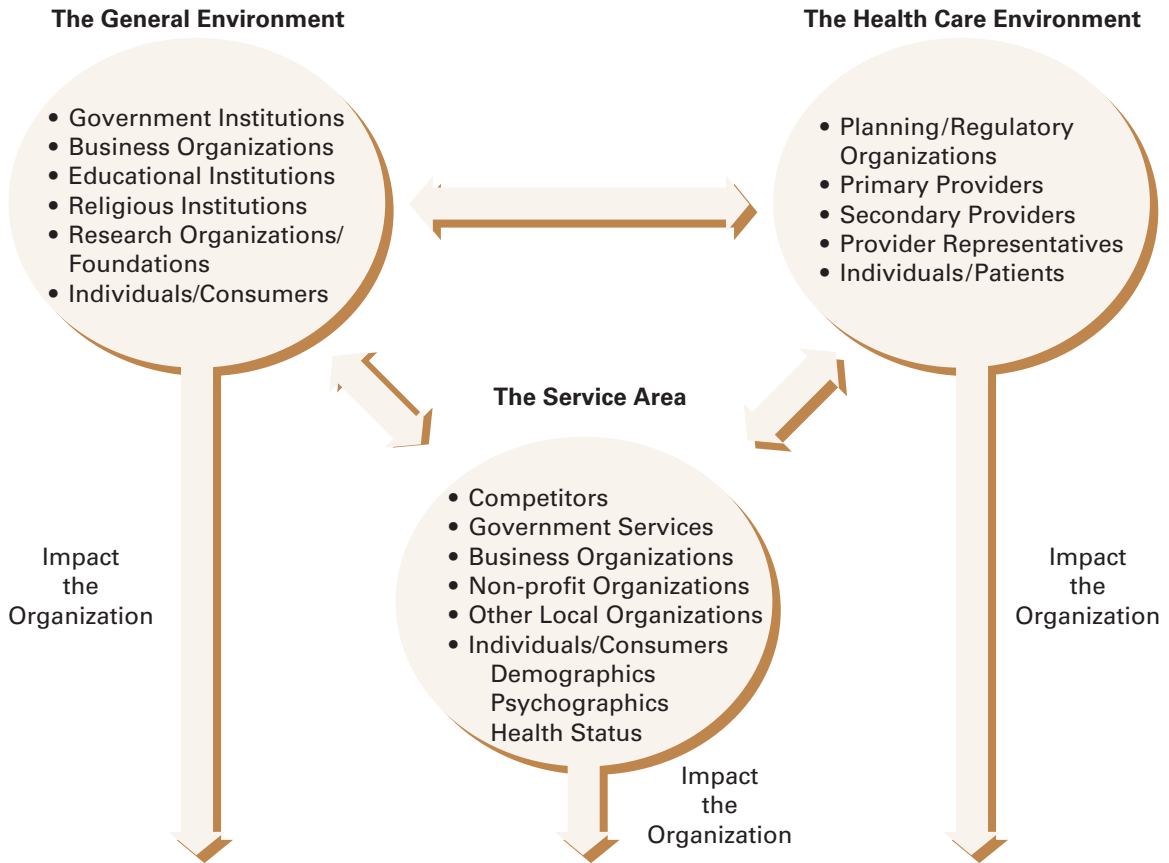 The General Environment
• Government Institutions
• Business Organizations
• Educational Institutions
• Religious Institutions
• Research Organizations/
Foundations
• Individuals/Consumers
The Health Care Environment
• Planning/Regulatory
Organizations
• Primary Providers
• Secondary Providers
• Provider Representatives
• Individuals/Patients
The Service Area
• Competitors
• Government Services
• Business Organizations
• Non-profit Organizations
• Other Local Organizations
• Individuals/Consumers
Demographics
Psychographics
Health Status
Impact
the
Organization
Impact
the
Organization
Impact
the
Organization